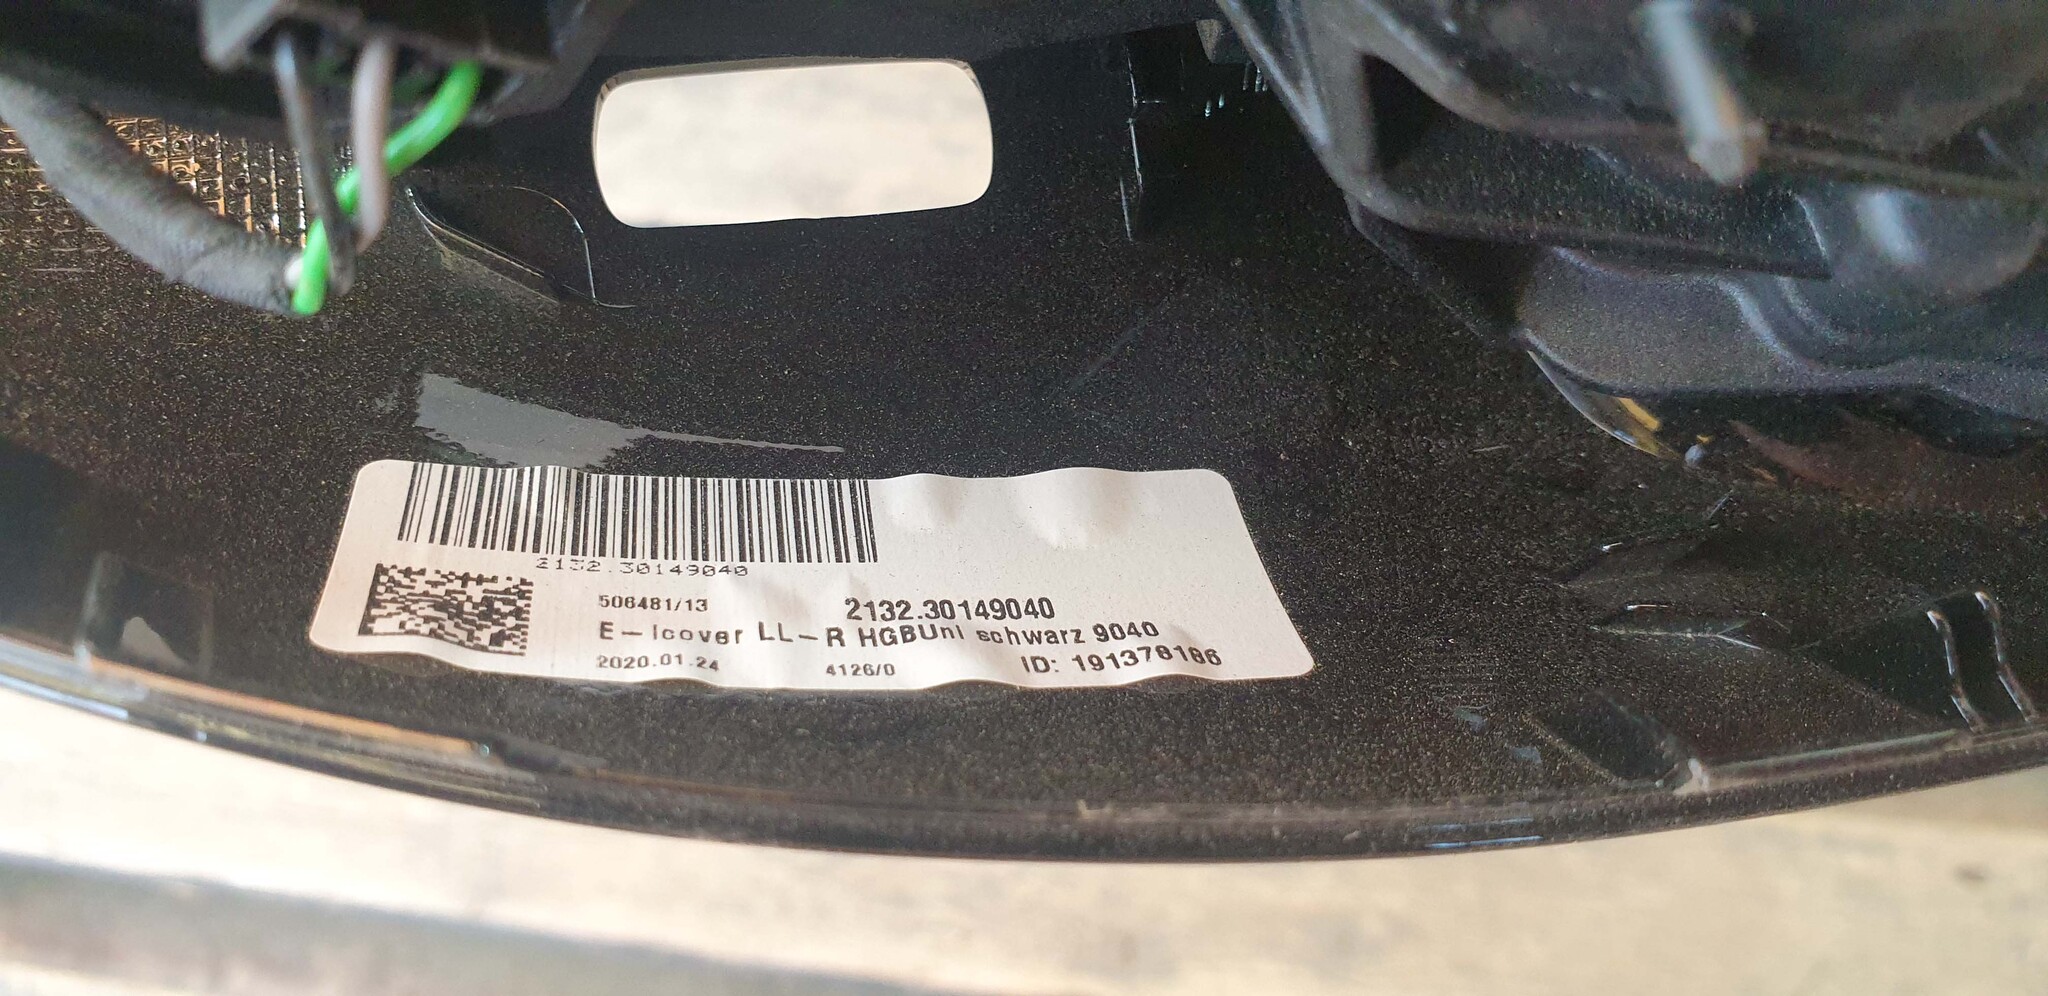 2132.30149040
506481/13 2132.30149040
E-Icover LL-R HGBUni schwarz 9040
2020.01.24 4126/0 ID: 191378186